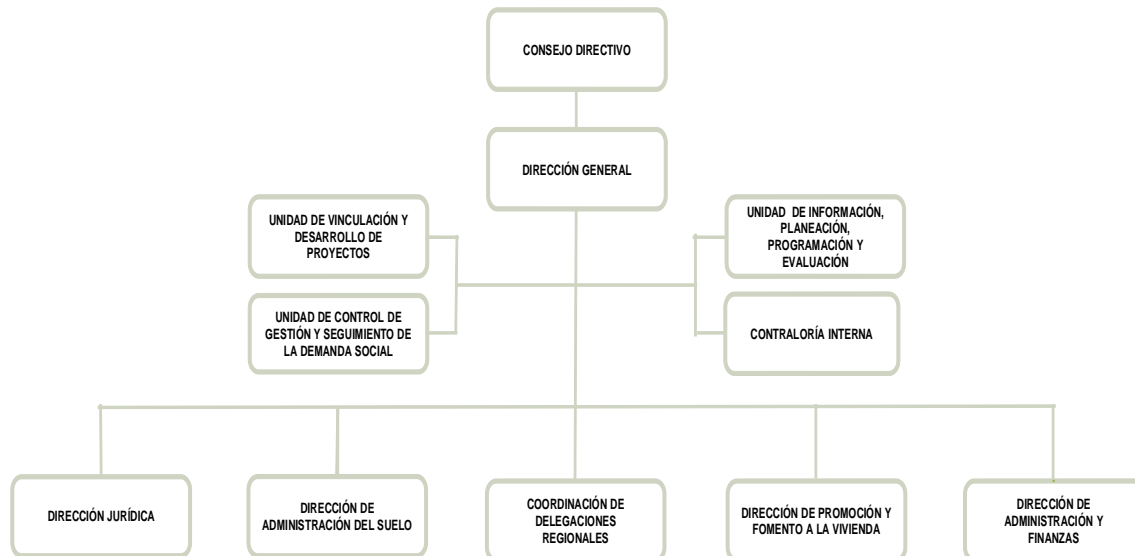 CONSEJO DIRECTIVO
DIRECCIÓN GENERAL
UNIDAD DE VINCULACIÓN Y
DESARROLLO DE
PROYECTOS
UNIDAD DE INFORMACIÓN,
PLANEACIÓN,
PROGRAMACIÓN Y
EVALUACIÓN
UNIDAD DE CONTROL DE
GESTIÓN Y SEGUIMIENTO DE
LA DEMANDA SOCIAL
CONTRALORÍA INTERNA
DIRECCIÓN JURÍDICA
DIRECCIÓN DE
ADMINISTRACIÓN DEL SUELO
COORDINACIÓN DE
DELEGACIONES
REGIONALES
DIRECCIÓN DE PROMOCIÓN Y
FOMENTO A LA VIVIENDA
DIRECCIÓN DE
ADMINISTRACIÓN Y
FINANZAS